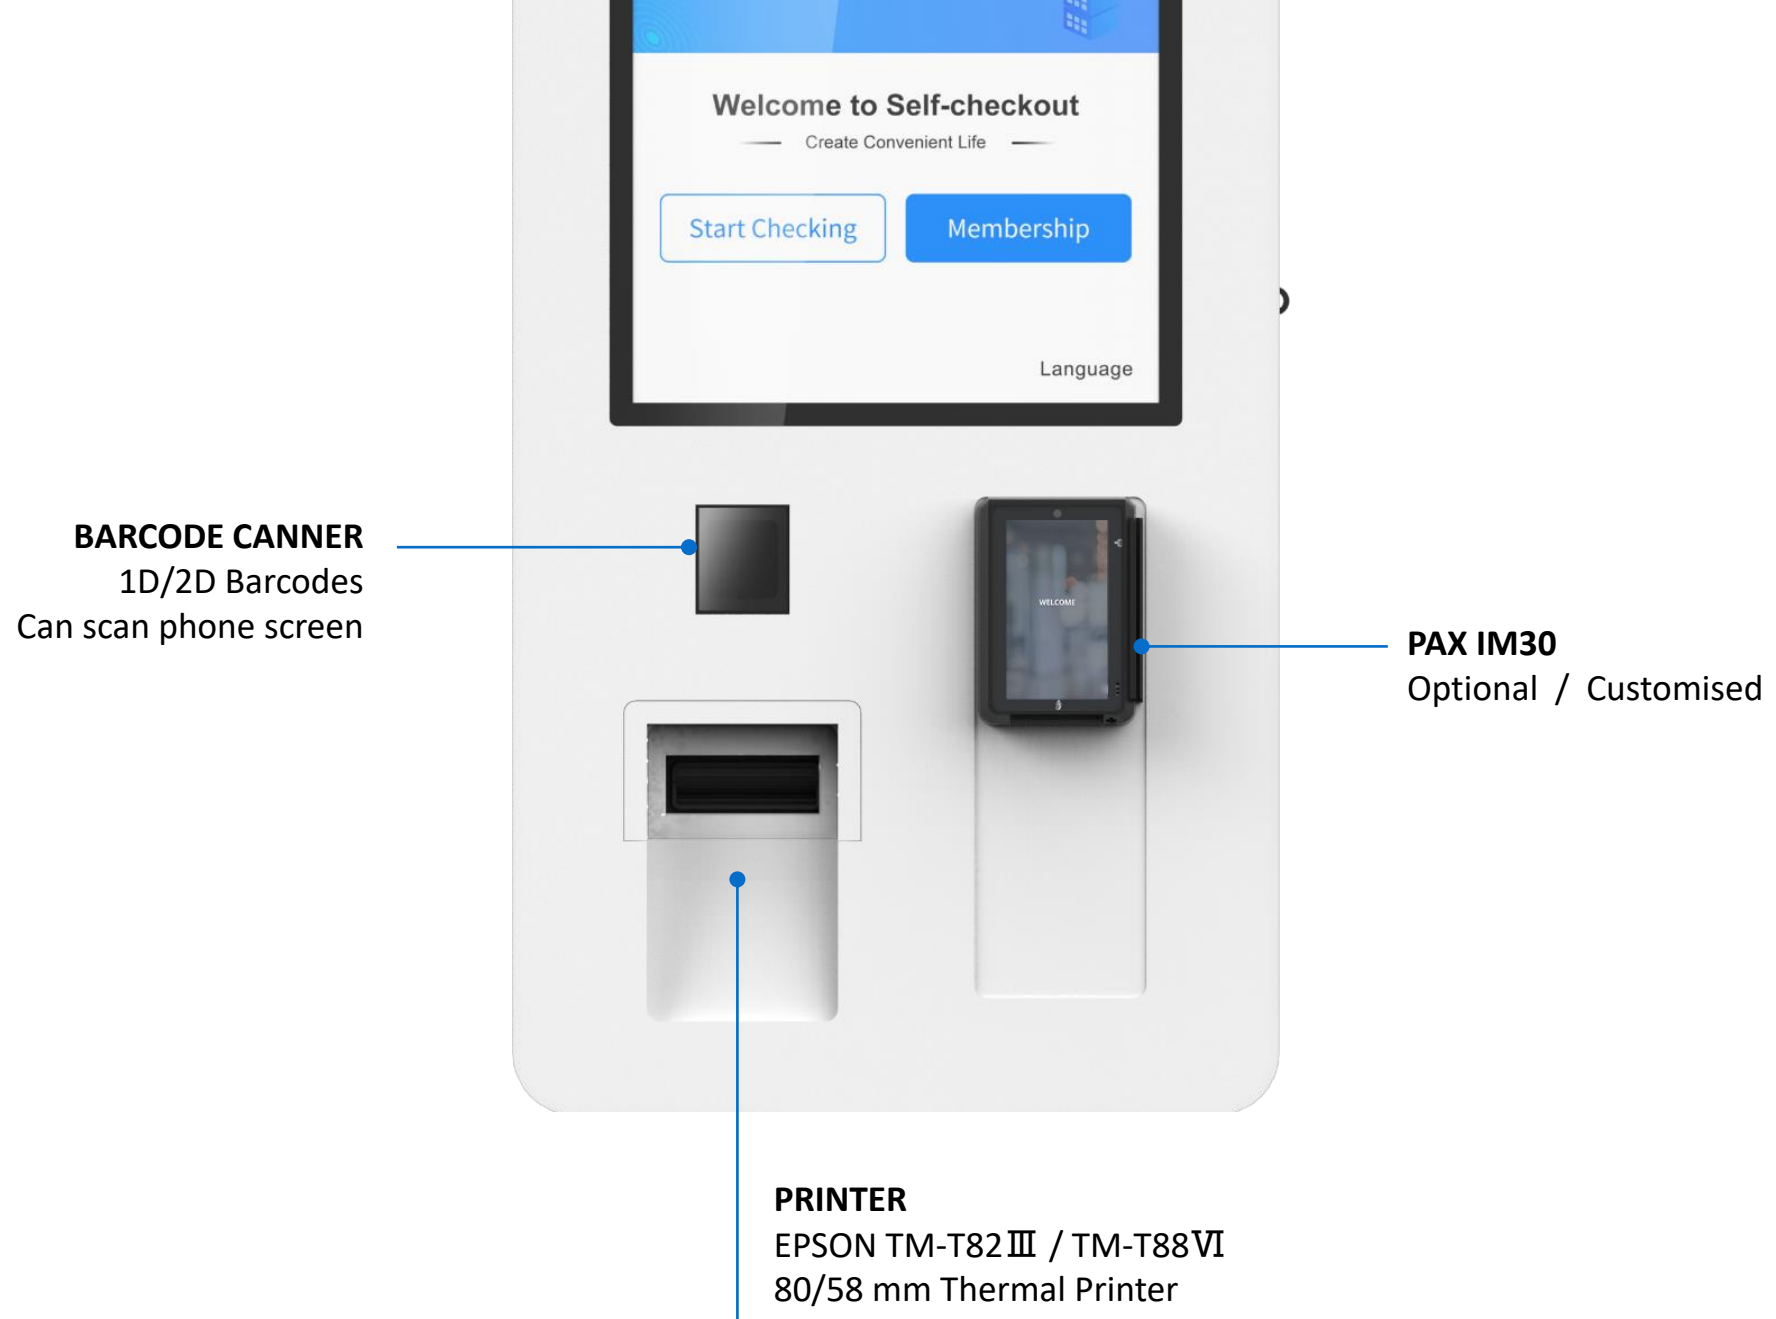 Welcome to Self-checkout
Create Convenient Life
Start Checking
Membership
Language
BARCODE CANNER
1D/2D Barcodes
Can scan phone screen
WELCOME
PAX IM30
Optional / Customised
PRINTER
EPSON TM-T82Ⅲ / TM-T88Ⅵ
80/58 mm Thermal Printer